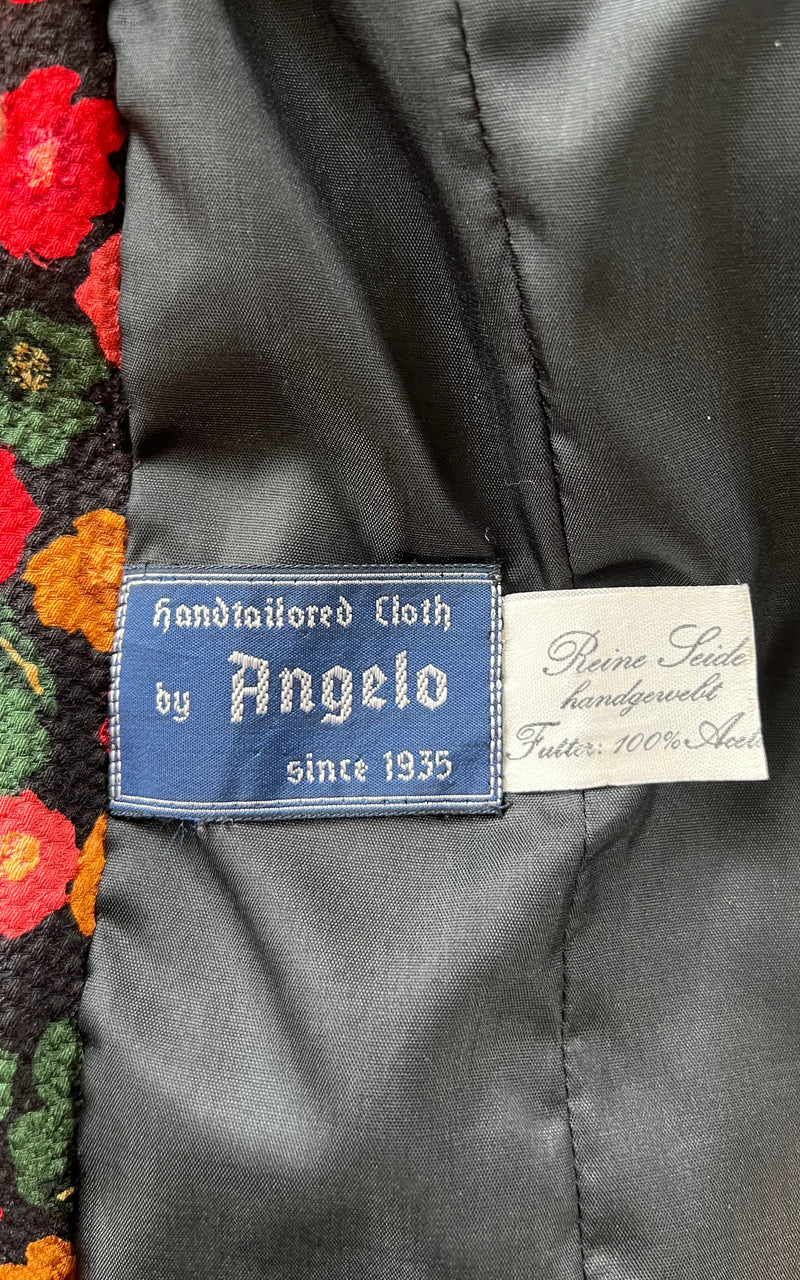 Handtailored Cloth
by Angelo
since 1935
Reine Seide
handgewebt
Futter: 100%